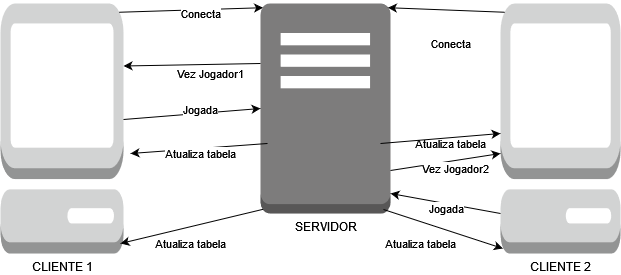 Conecta
Conecta
Vez Jogador1
Jogada
Atualiza tabela
Atualiza tabela
Vez Jogador2
Jogada
Atualiza tabela
Atualiza tabela
SERVIDOR
CLIENTE 1
CLIENTE 2